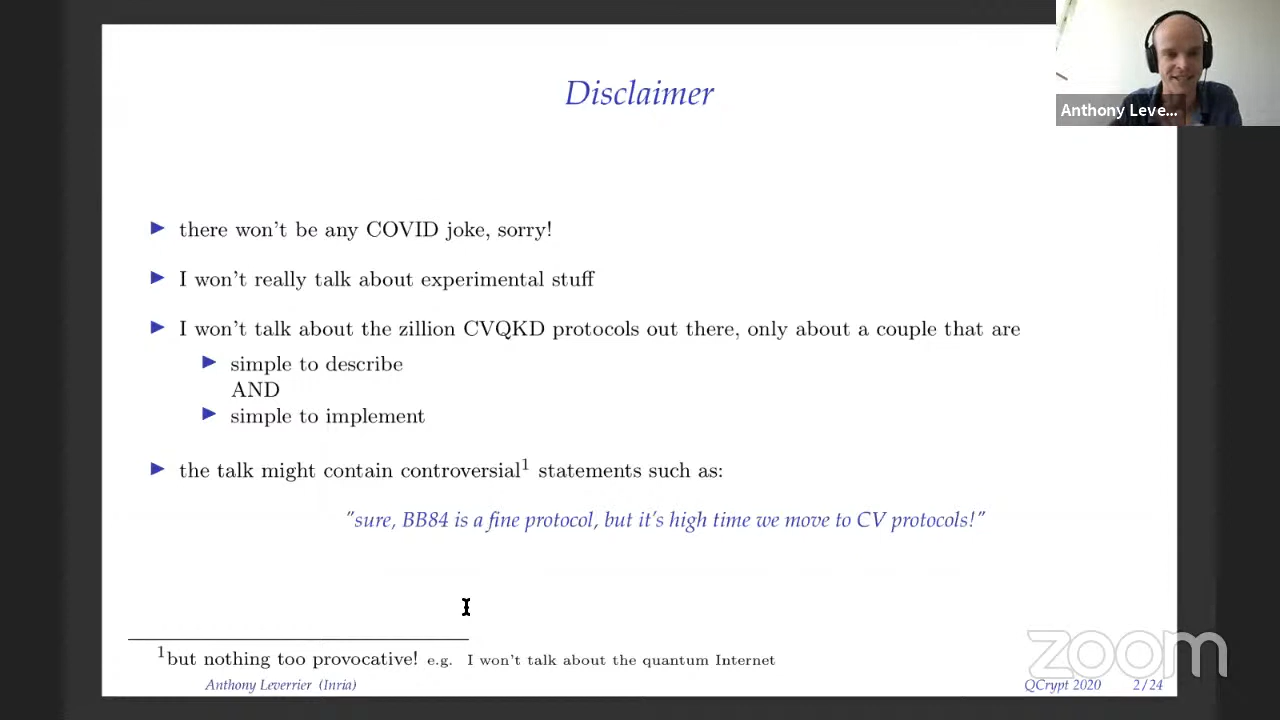 Disclaimer
Anthony Leve...
▶ there won't be any COVID joke, sorry!
▶ I won't really talk about experimental stuff
▶ I won't talk about the zillion CVQKD protocols out there, only about a couple that are
▶ simple to describe
AND
▶ simple to implement
▶ the talk might contain controversial¹ statements such as:
"sure, BB84 is a fine protocol, but it's high time we move to CV protocols!"
¹but nothing too provocative! e.g. I won't talk about the quantum Internet
Anthony Leverrier (Inria) QCrypt 2020 2/24
zoom